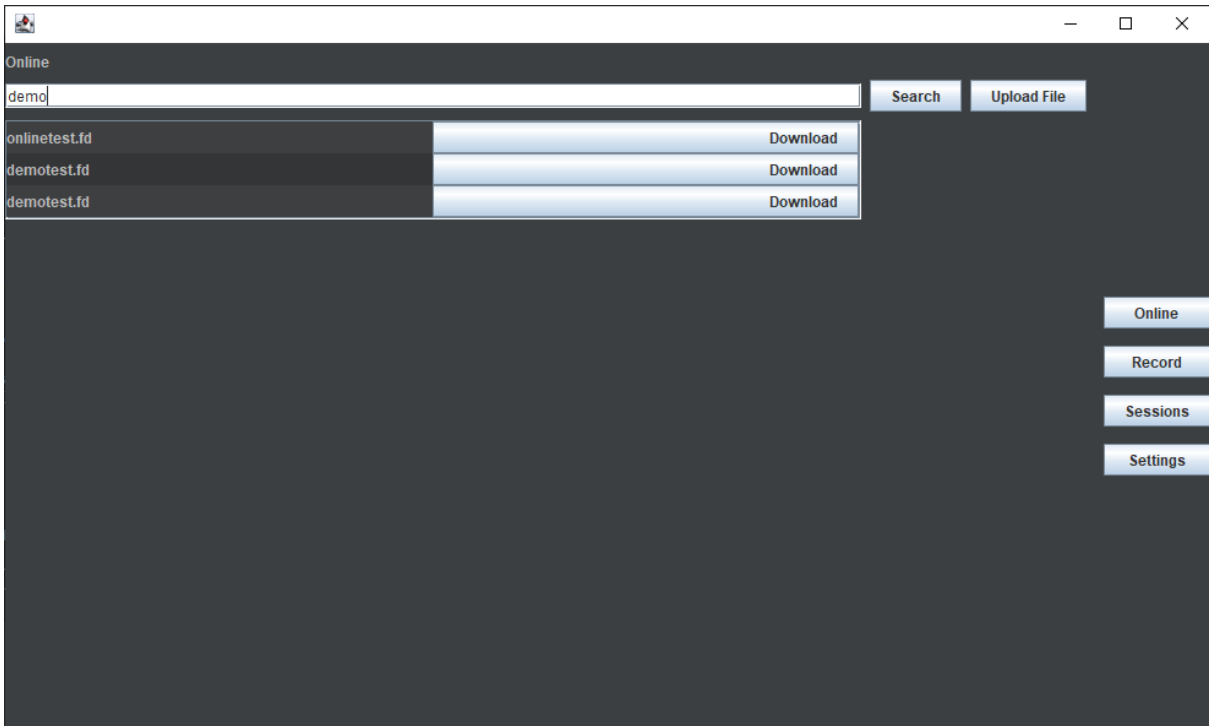 Online
demo
Search
Upload File
onlinetest.fd Download
demotest.fd Download
demotest.fd Download
Online
Record
Sessions
Settings